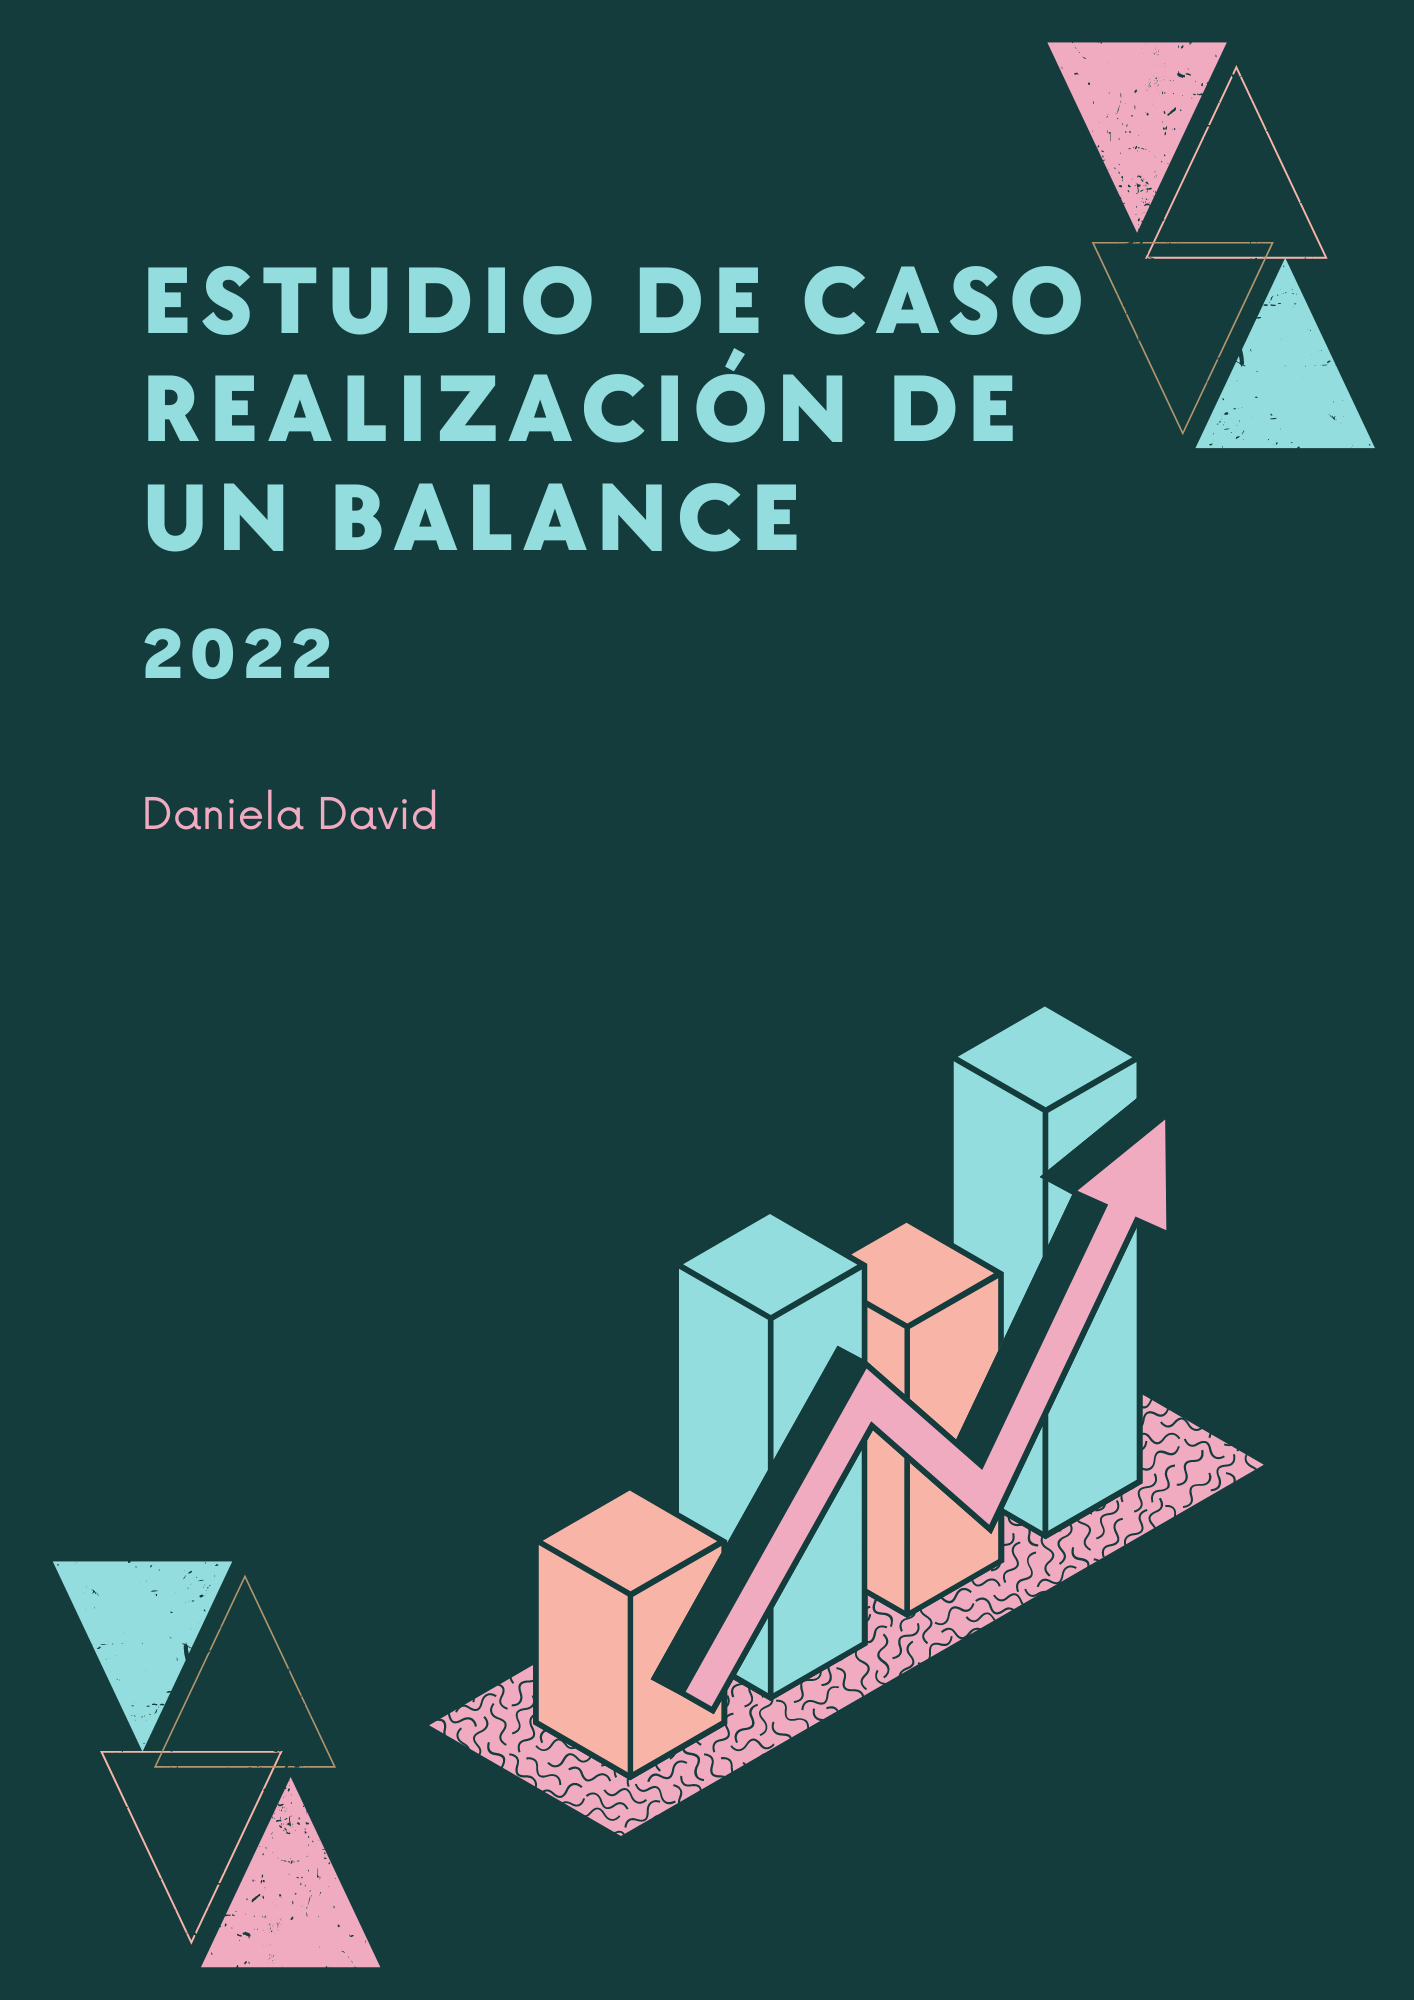 ESTUDIO DE CASO
REALIZACIÓN DE
UN BALANCE
2022
Daniela David